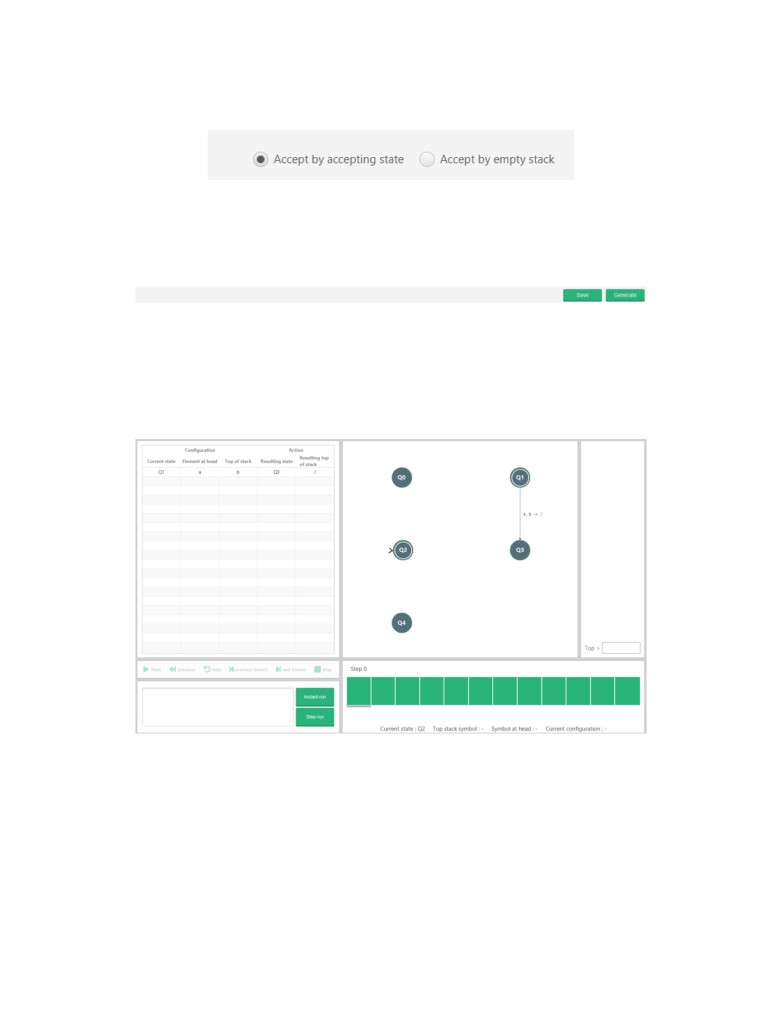 Accept by accepting state Accept by empty stack
Save Generate
Configuration Action
Current state Element at head Top of stack Resulting state Resulting top of stack
Q1 a b Q3 /
Q0 Q1
Q2 Q3
Q4
Top >
previous previous branch next branch stop
Step 0
Instant run
Step run
Current state : Q2 Top stack symbol : - Symbol at head : - Current configuration : -